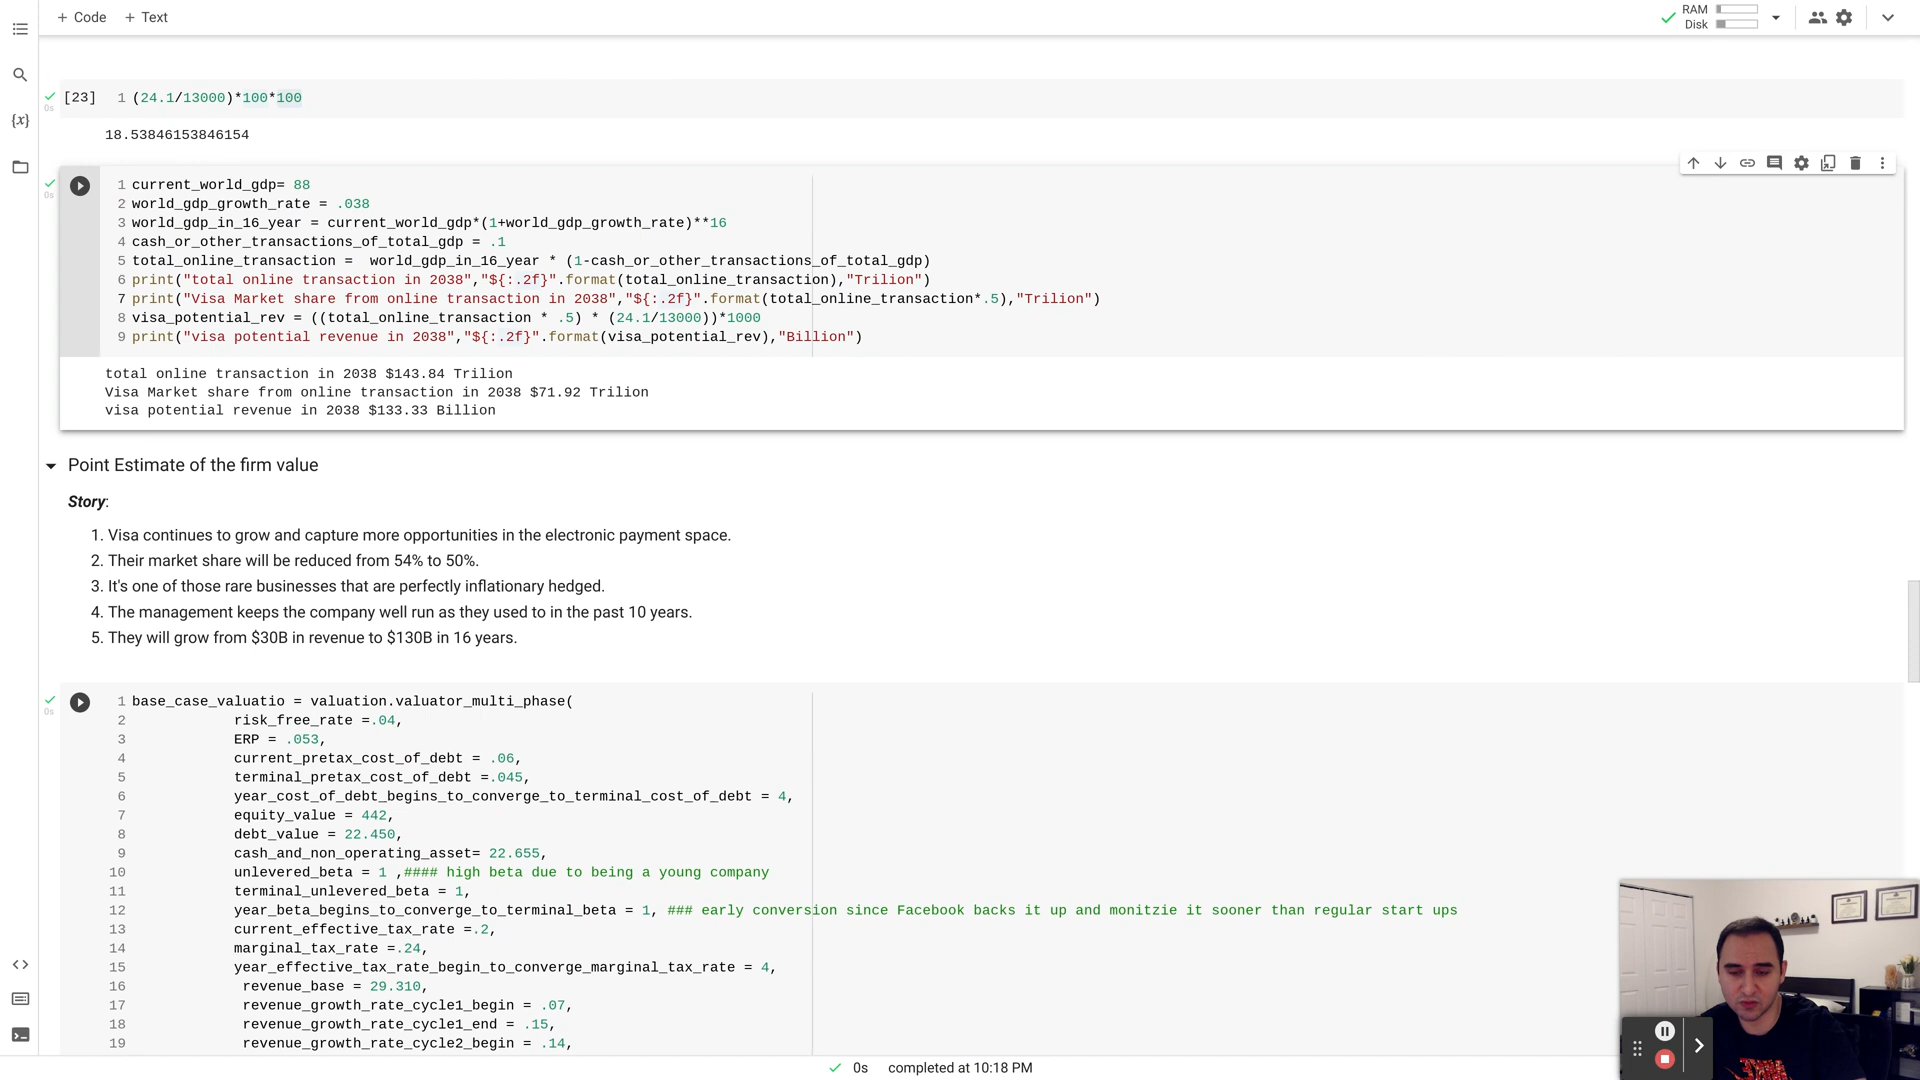 + Code + Text
RAM
Disk
[23] 1 (24.1/13000)*100*100
0s
18.53846153846154
0s
1 current_world_gdp= 88
2 world_gdp_growth_rate = .038
3 world_gdp_in_16_year = current_world_gdp*(1+world_gdp_growth_rate)**16
4 cash_or_other_transactions_of_total_gdp = .1
5 total_online_transaction =  world_gdp_in_16_year * (1-cash_or_other_transactions_of_total_gdp)
6 print("total online transaction in 2038","${:.2f}".format(total_online_transaction),"Trilion")
7 print("Visa Market share from online transaction in 2038","${:.2f}".format(total_online_transaction*.5),"Trilion")
8 visa_potential_rev = ((total_online_transaction * .5) * (24.1/13000))*1000
9 print("visa potential revenue in 2038","${:.2f}".format(visa_potential_rev),"Billion")
total online transaction in 2038 $143.84 Trilion
Visa Market share from online transaction in 2038 $71.92 Trilion
visa potential revenue in 2038 $133.33 Billion
Point Estimate of the firm value
Story:
1. Visa continues to grow and capture more opportunities in the electronic payment space.
2. Their market share will be reduced from 54% to 50%.
3. It's one of those rare businesses that are perfectly inflationary hedged.
4. The management keeps the company well run as they used to in the past 10 years.
5. They will grow from $30B in revenue to $130B in 16 years.
0s
1 base_case_valuatio = valuation.valuator_multi_phase(
2 risk_free_rate =.04,
3 ERP = .053,
4 current_pretax_cost_of_debt = .06,
5 terminal_pretax_cost_of_debt =.045,
6 year_cost_of_debt_begins_to_converge_to_terminal_cost_of_debt = 4,
7 equity_value = 442,
8 debt_value = 22.450,
9 cash_and_non_operating_asset= 22.655,
10 unlevered_beta = 1 ,#### high beta due to being a young company
11 terminal_unlevered_beta = 1,
12 year_beta_begins_to_converge_to_terminal_beta = 1, ### early conversion since Facebook backs it up and monitzie it sooner than regular start ups
13 current_effective_tax_rate =.2,
14 marginal_tax_rate =.24,
15 year_effective_tax_rate_begin_to_converge_marginal_tax_rate = 4,
16 revenue_base = 29.310,
17 revenue_growth_rate_cycle1_begin = .07,
18 revenue_growth_rate_cycle1_end = .15,
19 revenue_growth_rate_cycle2_begin = .14,
0s completed at 10:18 PM